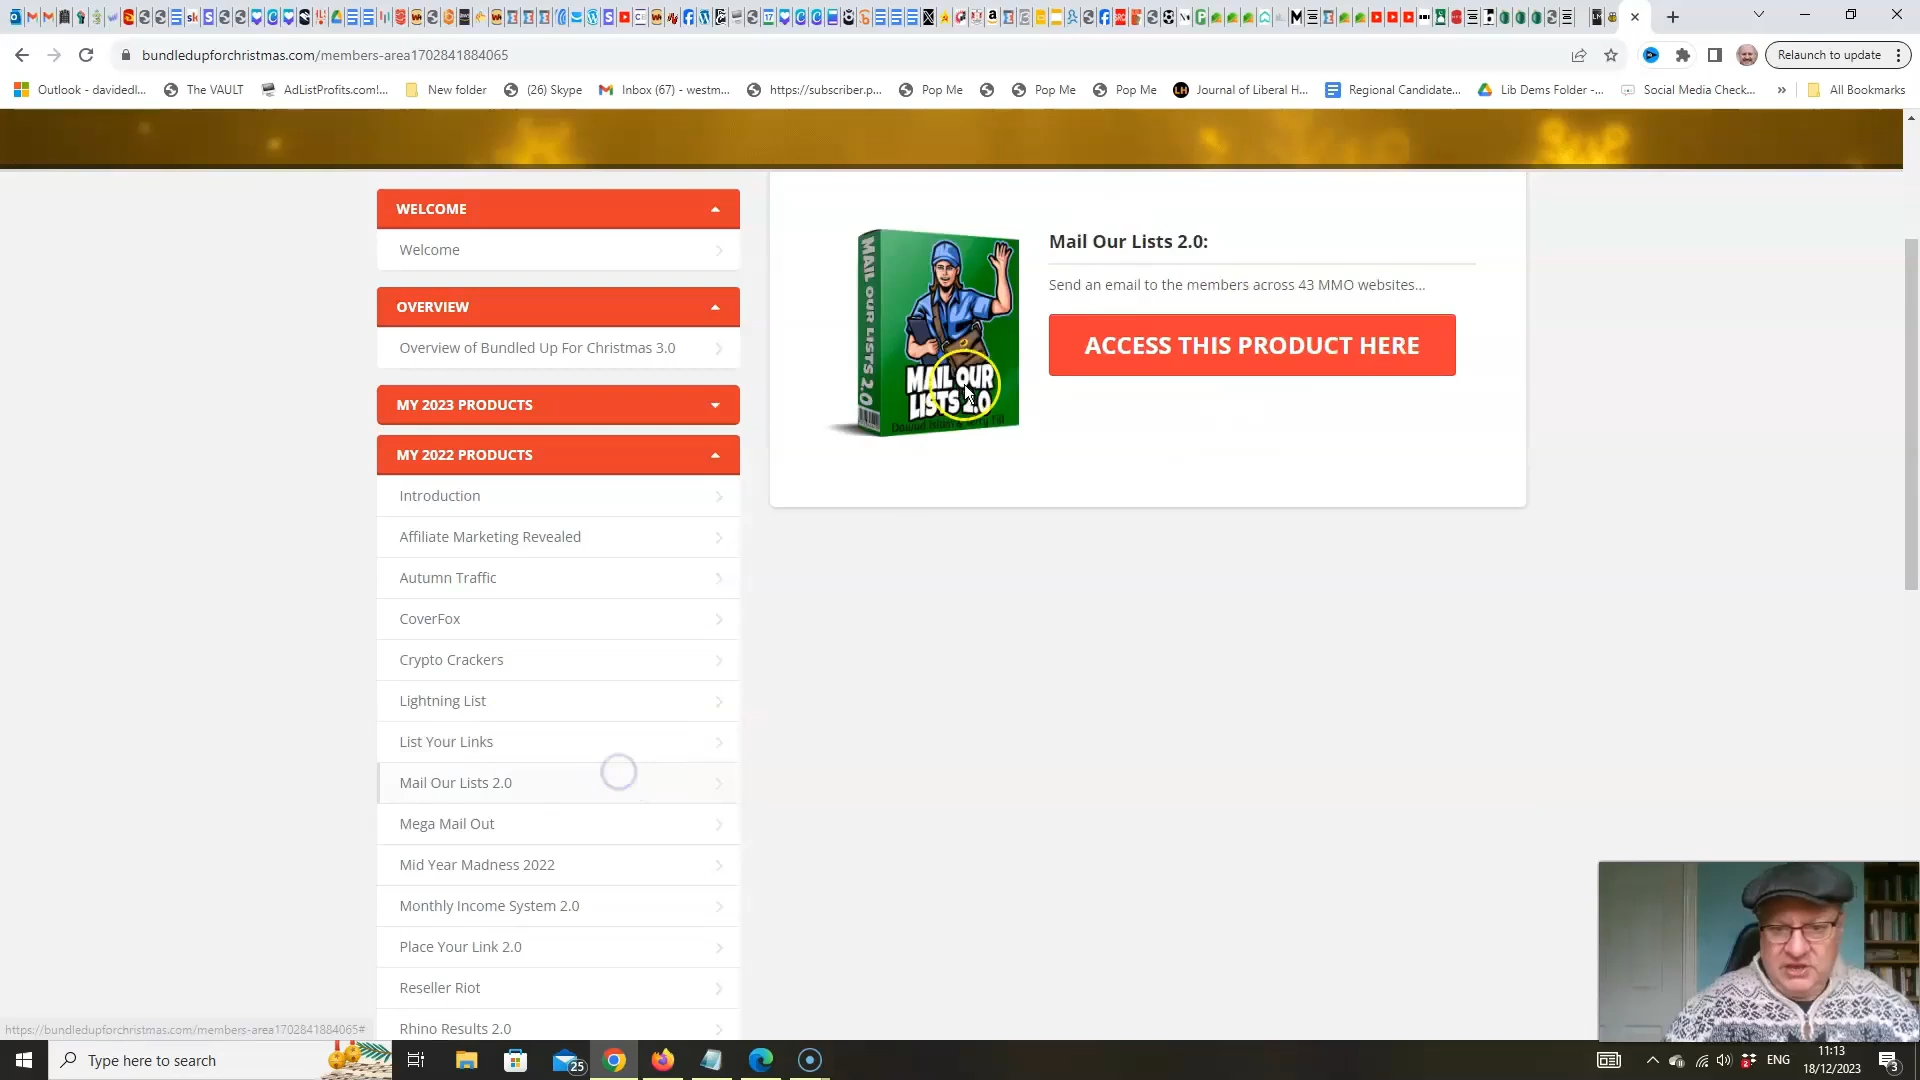 bundledupforchristmas.com/members-area1702841884065
Relaunch to update
Outlook - davidedl...
The VAULT
AdListProfits.com!...
New folder
(26) Skype
Inbox (67) - westm...
https://subscriber.p...
Pop Me
Pop Me
Pop Me
Journal of Liberal H...
Regional Candidate...
Lib Dems Folder -...
Social Media Check...
»
All Bookmarks
WELCOME
Welcome
OVERVIEW
Overview of Bundled Up For Christmas 3.0
MY 2023 PRODUCTS
MY 2022 PRODUCTS
Introduction
Affiliate Marketing Revealed
Autumn Traffic
CoverFox
Crypto Crackers
Lightning List
List Your Links
Mail Our Lists 2.0
Mega Mail Out
Mid Year Madness 2022
Monthly Income System 2.0
Place Your Link 2.0
Reseller Riot
Rhino Results 2.0
MAIL OUR LISTS 2.0
MAIL OUR
LISTS 2.0
Mail Our Lists 2.0:
Send an email to the members across 43 MMO websites...
ACCESS THIS PRODUCT HERE
https://bundledupforchristmas.com/members-area1702841884065#
Type here to search
25
ENG
11:13
18/12/2023
3